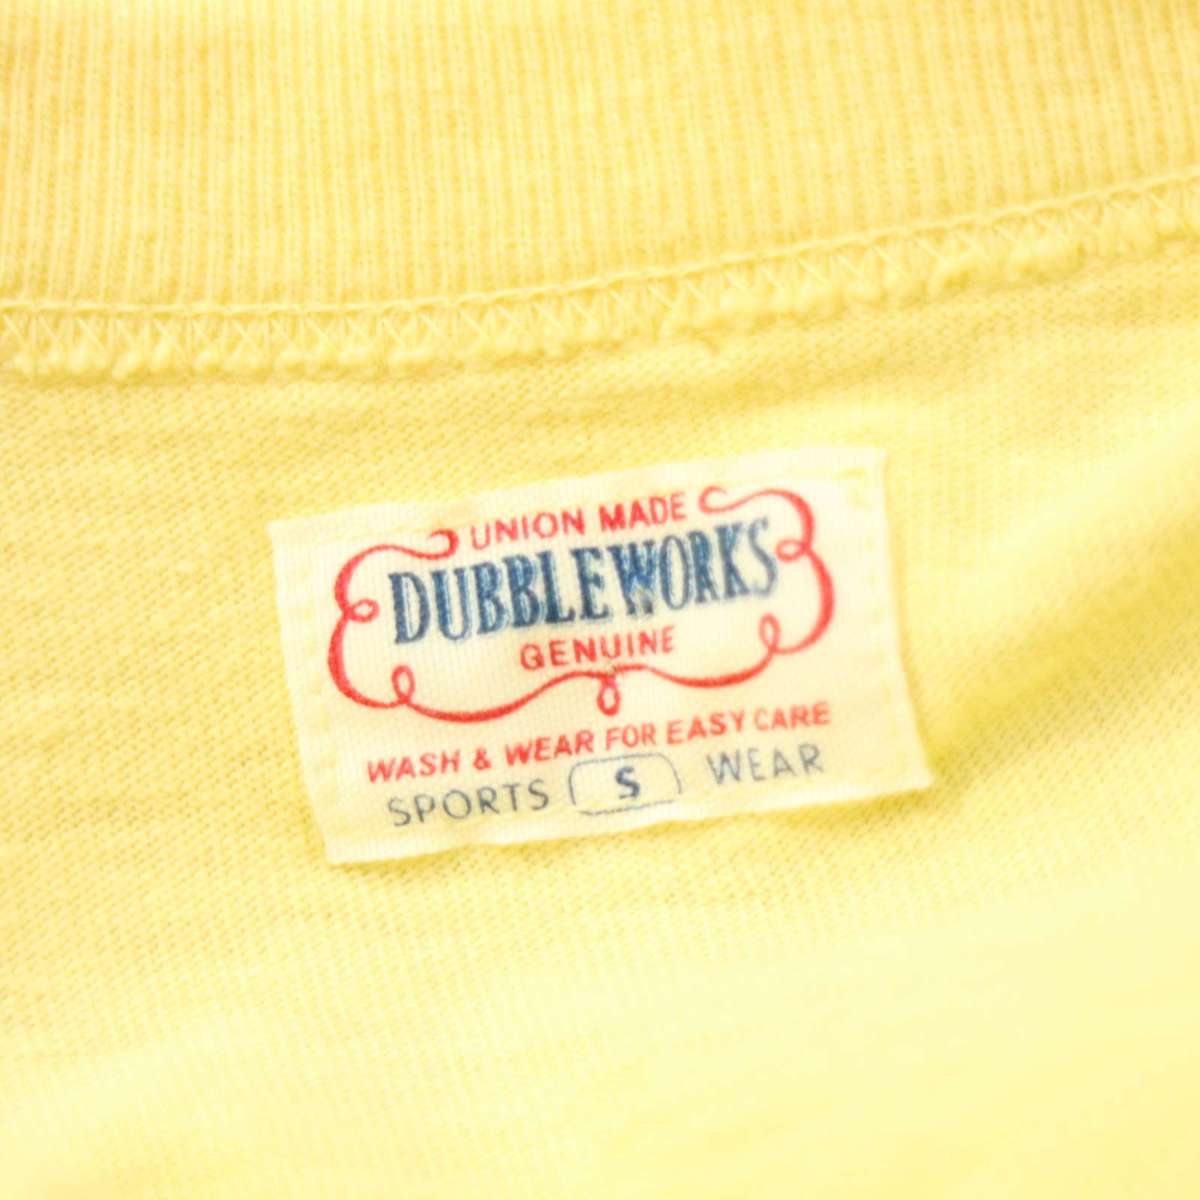 UNION MADE
DUBBLEWORKS
GENUINE
WASH & WEAR FOR EASY CARE
SPORTS S WEAR